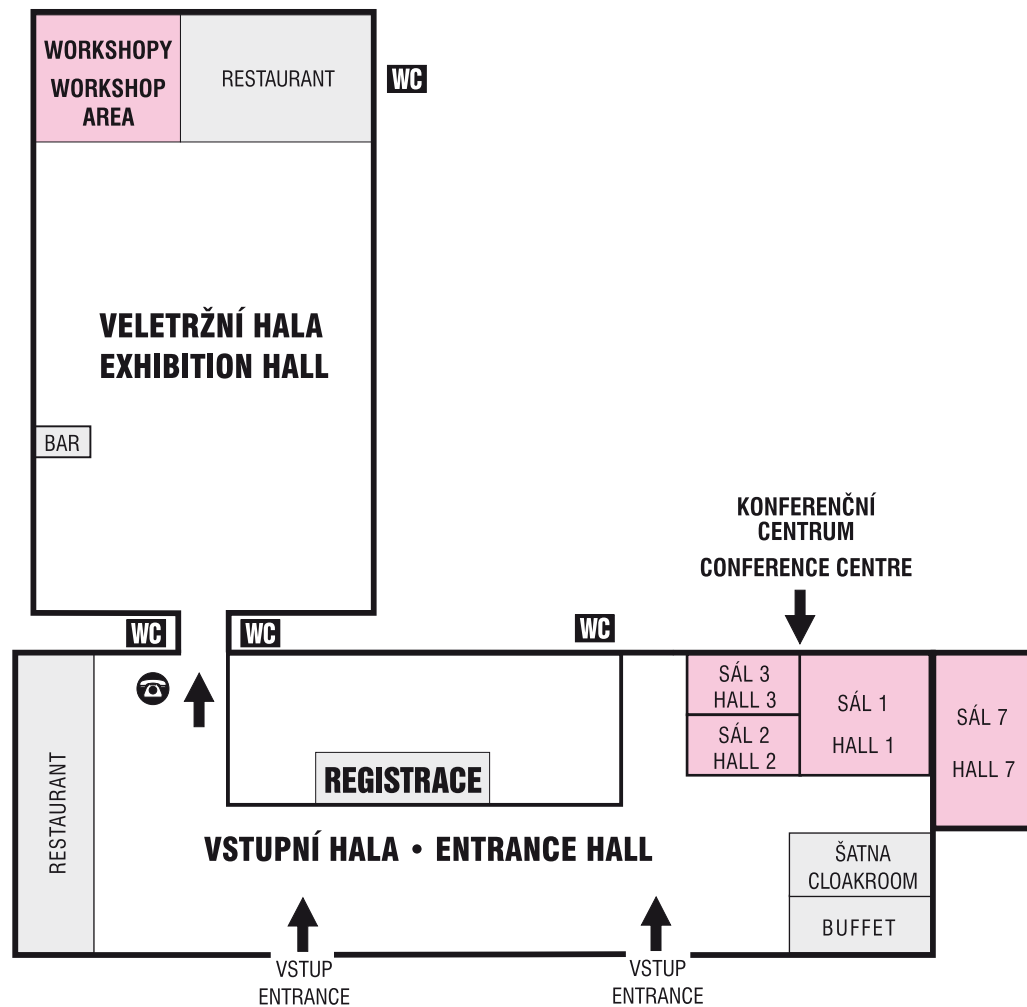 WORKSHOPY
WORKSHOP
AREA
RESTAURANT
WC
VELETRŽNÍ HALA
EXHIBITION HALL
BAR
KONFERENČNÍ
CENTRUM
CONFERENCE CENTRE
WC
WC
WC
SÁL 3
HALL 3
SÁL 2
HALL 2
SÁL 1
HALL 1
SÁL 7
HALL 7
RESTAURANT
REGISTRACE
VSTUPNÍ HALA • ENTRANCE HALL
ŠATNA
CLOAKROOM
BUFFET
VSTUP
ENTRANCE
VSTUP
ENTRANCE